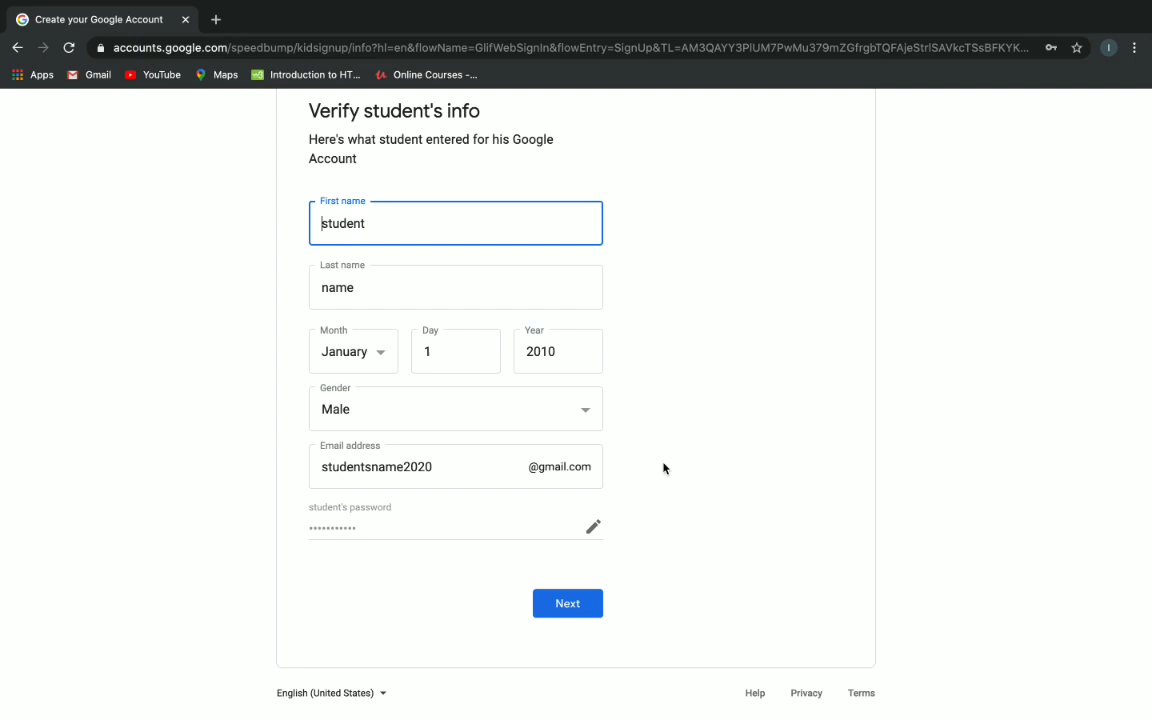 Create your Google Account
accounts.google.com/speedbump/kidsignup/info?hl=en&flowName=GlifWebSignIn&flowEntry=SignUp&TL=AM3QAYY3PlUM7PwMu379mZGfrgbTQFAjeStrlSAVkcTSsBFKYK...
Apps Gmail YouTube Maps Introduction to HT... Online Courses -...
Verify student's info
Here's what student entered for his Google
Account
First name
student
Last name
name
Month Day Year
January 1 2010
Gender
Male
Email address
studentsname2020 @gmail.com
student's password
•••••••••••
Next
English (United States) Help Privacy Terms